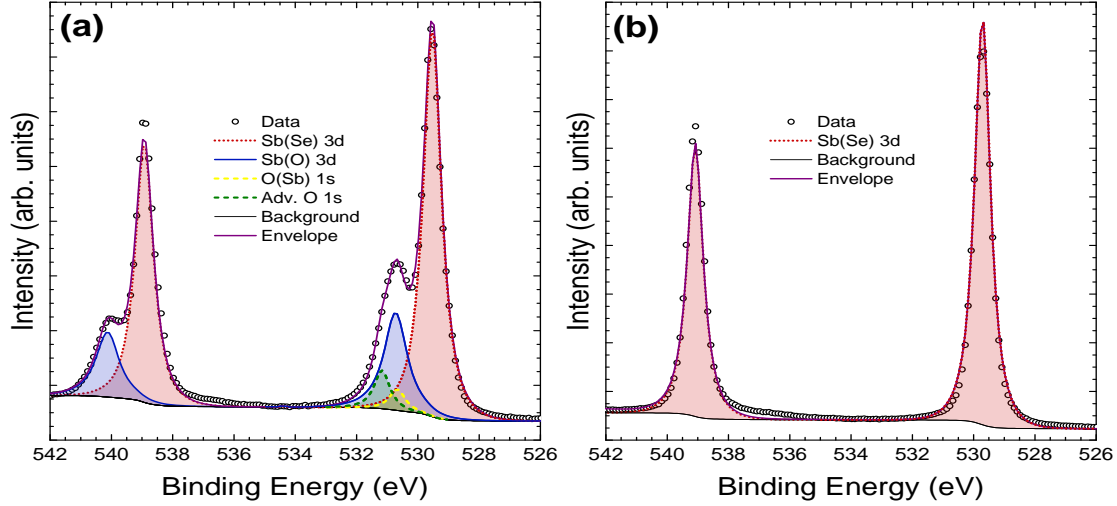 (a)
Data
Sb(Se) 3d
Sb(O) 3d
O(Sb) 1s
Adv. O 1s
Background
Envelope
Intensity (arb. units)
542 540 538 536 534 532 530 528 526
Binding Energy (eV)
(b)
Data
Sb(Se) 3d
Background
Envelope
Intensity (arb. units)
542 540 538 536 534 532 530 528 526
Binding Energy (eV)